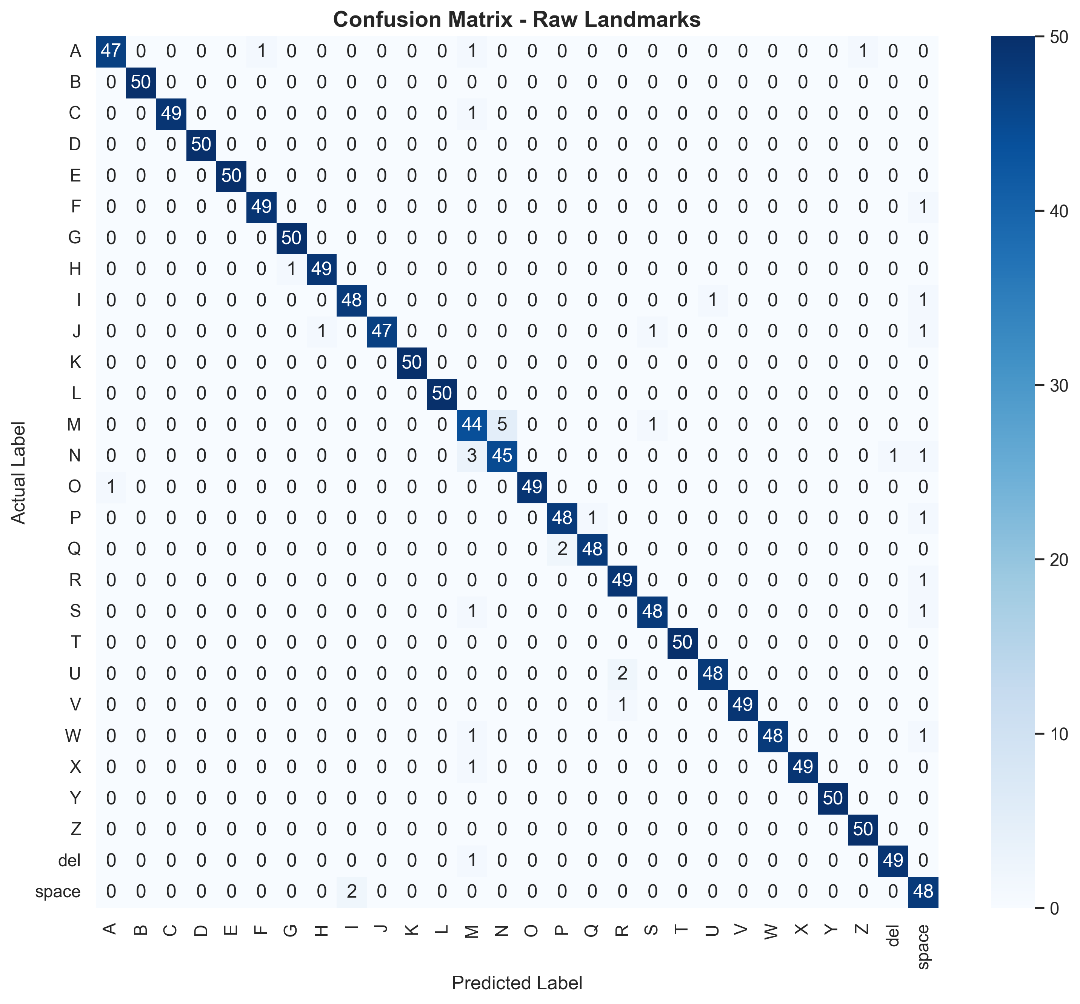 Confusion Matrix - Raw Landmarks
A 47 0 0 0 0 1 0 0 0 0 0 0 1 0 0 0 0 0 0 0 0 0 0 0 0 1 0 0
B 0 50 0 0 0 0 0 0 0 0 0 0 0 0 0 0 0 0 0 0 0 0 0 0 0 0 0 0
C 0 0 49 0 0 0 0 0 0 0 0 0 1 0 0 0 0 0 0 0 0 0 0 0 0 0 0 0
D 0 0 0 50 0 0 0 0 0 0 0 0 0 0 0 0 0 0 0 0 0 0 0 0 0 0 0 0
E 0 0 0 0 50 0 0 0 0 0 0 0 0 0 0 0 0 0 0 0 0 0 0 0 0 0 0 0
F 0 0 0 0 0 49 0 0 0 0 0 0 0 0 0 0 0 0 0 0 0 0 0 0 0 0 0 1
G 0 0 0 0 0 0 50 0 0 0 0 0 0 0 0 0 0 0 0 0 0 0 0 0 0 0 0 0
H 0 0 0 0 0 0 1 49 0 0 0 0 0 0 0 0 0 0 0 0 0 0 0 0 0 0 0 0
I 0 0 0 0 0 0 0 0 48 0 0 0 0 0 0 0 0 0 0 0 1 0 0 0 0 0 0 1
J 0 0 0 0 0 0 0 1 0 47 0 0 0 0 0 0 0 0 1 0 0 0 0 0 0 0 0 1
K 0 0 0 0 0 0 0 0 0 0 50 0 0 0 0 0 0 0 0 0 0 0 0 0 0 0 0 0
L 0 0 0 0 0 0 0 0 0 0 0 50 0 0 0 0 0 0 0 0 0 0 0 0 0 0 0 0
M 0 0 0 0 0 0 0 0 0 0 0 0 44 5 0 0 0 0 1 0 0 0 0 0 0 0 0 0
N 0 0 0 0 0 0 0 0 0 0 0 0 3 45 0 0 0 0 0 0 0 0 0 0 0 0 1 1
O 1 0 0 0 0 0 0 0 0 0 0 0 0 0 49 0 0 0 0 0 0 0 0 0 0 0 0 0
P 0 0 0 0 0 0 0 0 0 0 0 0 0 0 0 48 1 0 0 0 0 0 0 0 0 0 0 1
Q 0 0 0 0 0 0 0 0 0 0 0 0 0 0 0 2 48 0 0 0 0 0 0 0 0 0 0 0
R 0 0 0 0 0 0 0 0 0 0 0 0 0 0 0 0 0 49 0 0 0 0 0 0 0 0 0 1
S 0 0 0 0 0 0 0 0 0 0 0 0 1 0 0 0 0 0 48 0 0 0 0 0 0 0 0 1
T 0 0 0 0 0 0 0 0 0 0 0 0 0 0 0 0 0 0 0 50 0 0 0 0 0 0 0 0
U 0 0 0 0 0 0 0 0 0 0 0 0 0 0 0 0 0 2 0 0 48 0 0 0 0 0 0 0
V 0 0 0 0 0 0 0 0 0 0 0 0 0 0 0 0 0 1 0 0 0 49 0 0 0 0 0 0
W 0 0 0 0 0 0 0 0 0 0 0 0 1 0 0 0 0 0 0 0 0 0 48 0 0 0 0 1
X 0 0 0 0 0 0 0 0 0 0 0 0 1 0 0 0 0 0 0 0 0 0 0 49 0 0 0 0
Y 0 0 0 0 0 0 0 0 0 0 0 0 0 0 0 0 0 0 0 0 0 0 0 0 50 0 0 0
Z 0 0 0 0 0 0 0 0 0 0 0 0 0 0 0 0 0 0 0 0 0 0 0 0 0 50 0 0
del 0 0 0 0 0 0 0 0 0 0 0 0 1 0 0 0 0 0 0 0 0 0 0 0 0 0 49 0
space 0 0 0 0 0 0 0 0 2 0 0 0 0 0 0 0 0 0 0 0 0 0 0 0 0 0 0 48
A B C D E F G H I J K L M N O P Q R S T U V W X Y Z del space
Predicted Label
Actual Label
50
40
30
20
10
0